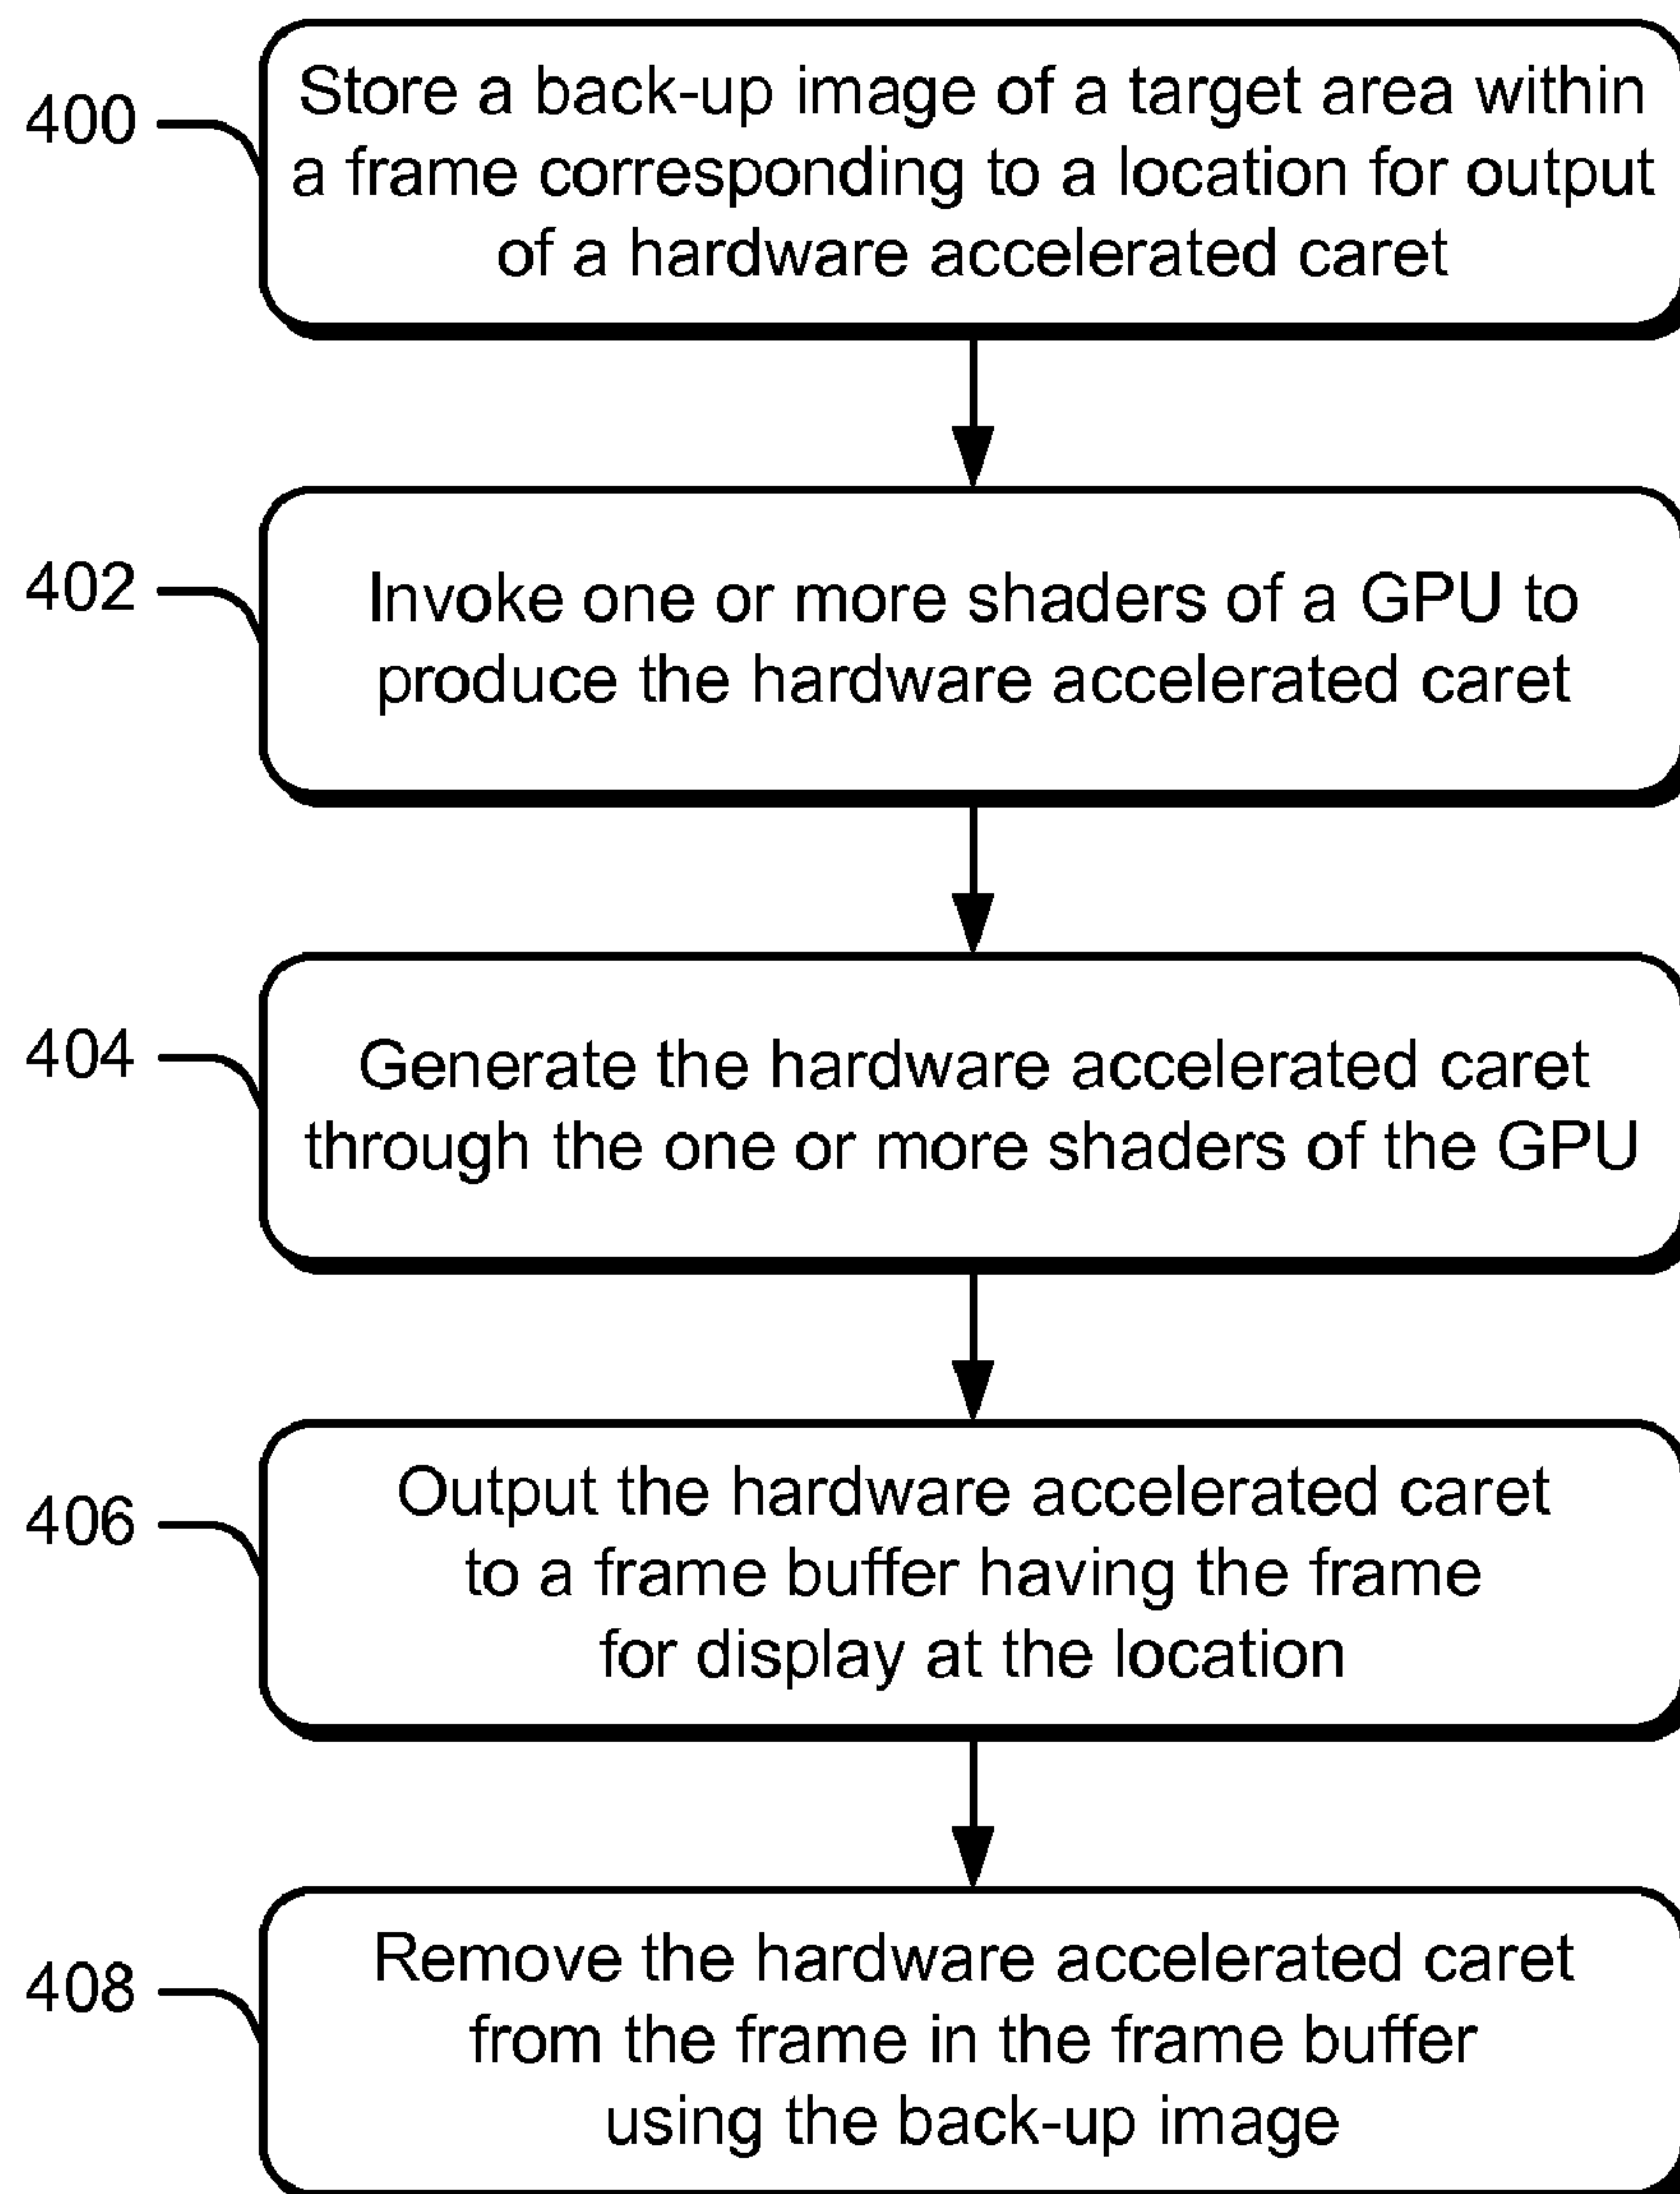 400
Store a back-up image of a target area within
a frame corresponding to a location for output
of a hardware accelerated caret
402
Invoke one or more shaders of a GPU to
produce the hardware accelerated caret
404
Generate the hardware accelerated caret
through the one or more shaders of the GPU
406
Output the hardware accelerated caret
to a frame buffer having the frame
for display at the location
408
Remove the hardware accelerated caret
from the frame in the frame buffer
using the back-up image